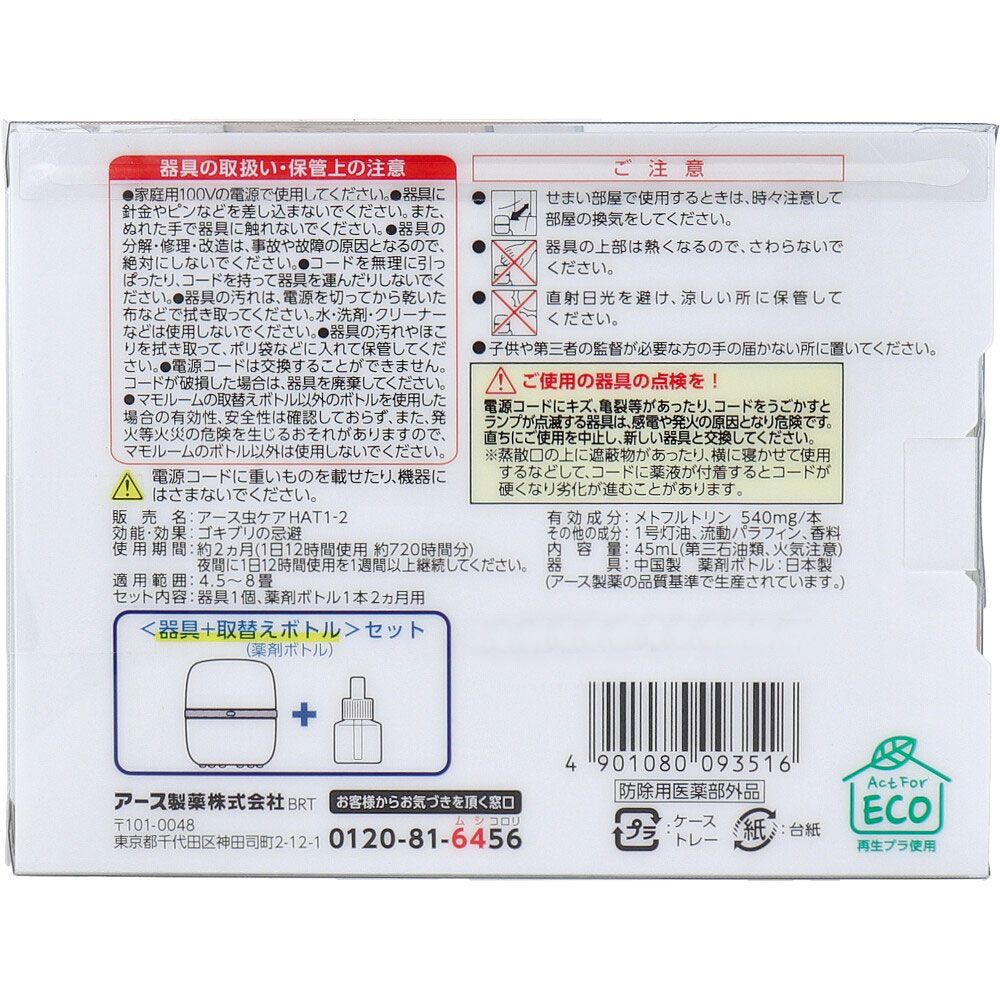 器具の取扱い・保管上の注意
●家庭用100Vの電源で使用してください。●器具に
針金やピンなどを差し込まないでください。また、
ぬれた手で器具に触れないでください。●器具の
分解・修理・改造は、事故や故障の原因となるので、
絶対にしないでください。●コードを無理に引っ
ぱったり、コードを持って器具を運んだりしないでく
ださい。●器具の汚れは、電源を切ってから乾いた
布などで拭き取ってください。水・洗剤・クリーナー
などは使用しないでください。●器具の汚れやほこ
りを拭き取って、ポリ袋などに入れて保管してくだ
さい。●電源コードは交換することができません。
コードが破損した場合は、器具を廃棄してください。
●マモルームの取替えボトル以外のボトルを使用した
場合の有効性、安全性は確認しておらず、また、発
火等火災の危険を生じるおそれがありますので、
マモルームのボトル以外は使用しないでください。
電源コードに重いものを載せたり、機器に
はさまないでください。
ご注意
●せまい部屋で使用するときは、時々注意して
部屋の換気をしてください。
●器具の上部は熱くなるので、さわらないで
ください。
●直射日光を避け、涼しい所に保管して
ください。
●子供や第三者の監督が必要な方の手の届かない所に置いてください。
ご使用の器具の点検を!
電源コードにキズ、亀裂等があったり、コードをうごかすと
ランプが点滅する器具は、感電や発火の原因となり危険です。
直ちにご使用を中止し、新しい器具と交換してください。
※蒸散口の上に遮蔽物があったり、横に寝かせて使用
するなどして、コードに薬液が付着するとコードが
硬くなり劣化が進むことがあります。
販売名:アース虫ケアHAT1-2
効能・効果:ゴキブリの忌避
使用期間:約2ヵ月(1日12時間使用 約720時間分)
夜間に1日12時間使用を1週間以上継続してください。
適用範囲:4.5~8畳
セット内容:器具1個、薬剤ボトル1本2ヵ月用
有効成分:メトフルトリン 540mg/本
その他の成分:1号灯油、流動パラフィン、香料
内容量:45mL(第三石油類、火気注意)
器具:中国製 薬剤ボトル:日本製
(アース製薬の品質基準で生産されています。)
<器具+取替えボトル>セット
(薬剤ボトル)
+
アース製薬株式会社 BRT
〒101-0048
東京都千代田区神田司町2-12-1
お客様からお気づきを頂く窓口
ムシコロリ
0120-81-6456
4 901080 093516
防除用医薬部外品
プラ:ケース
トレー
紙:台紙
Act For
ECO
再生プラ使用